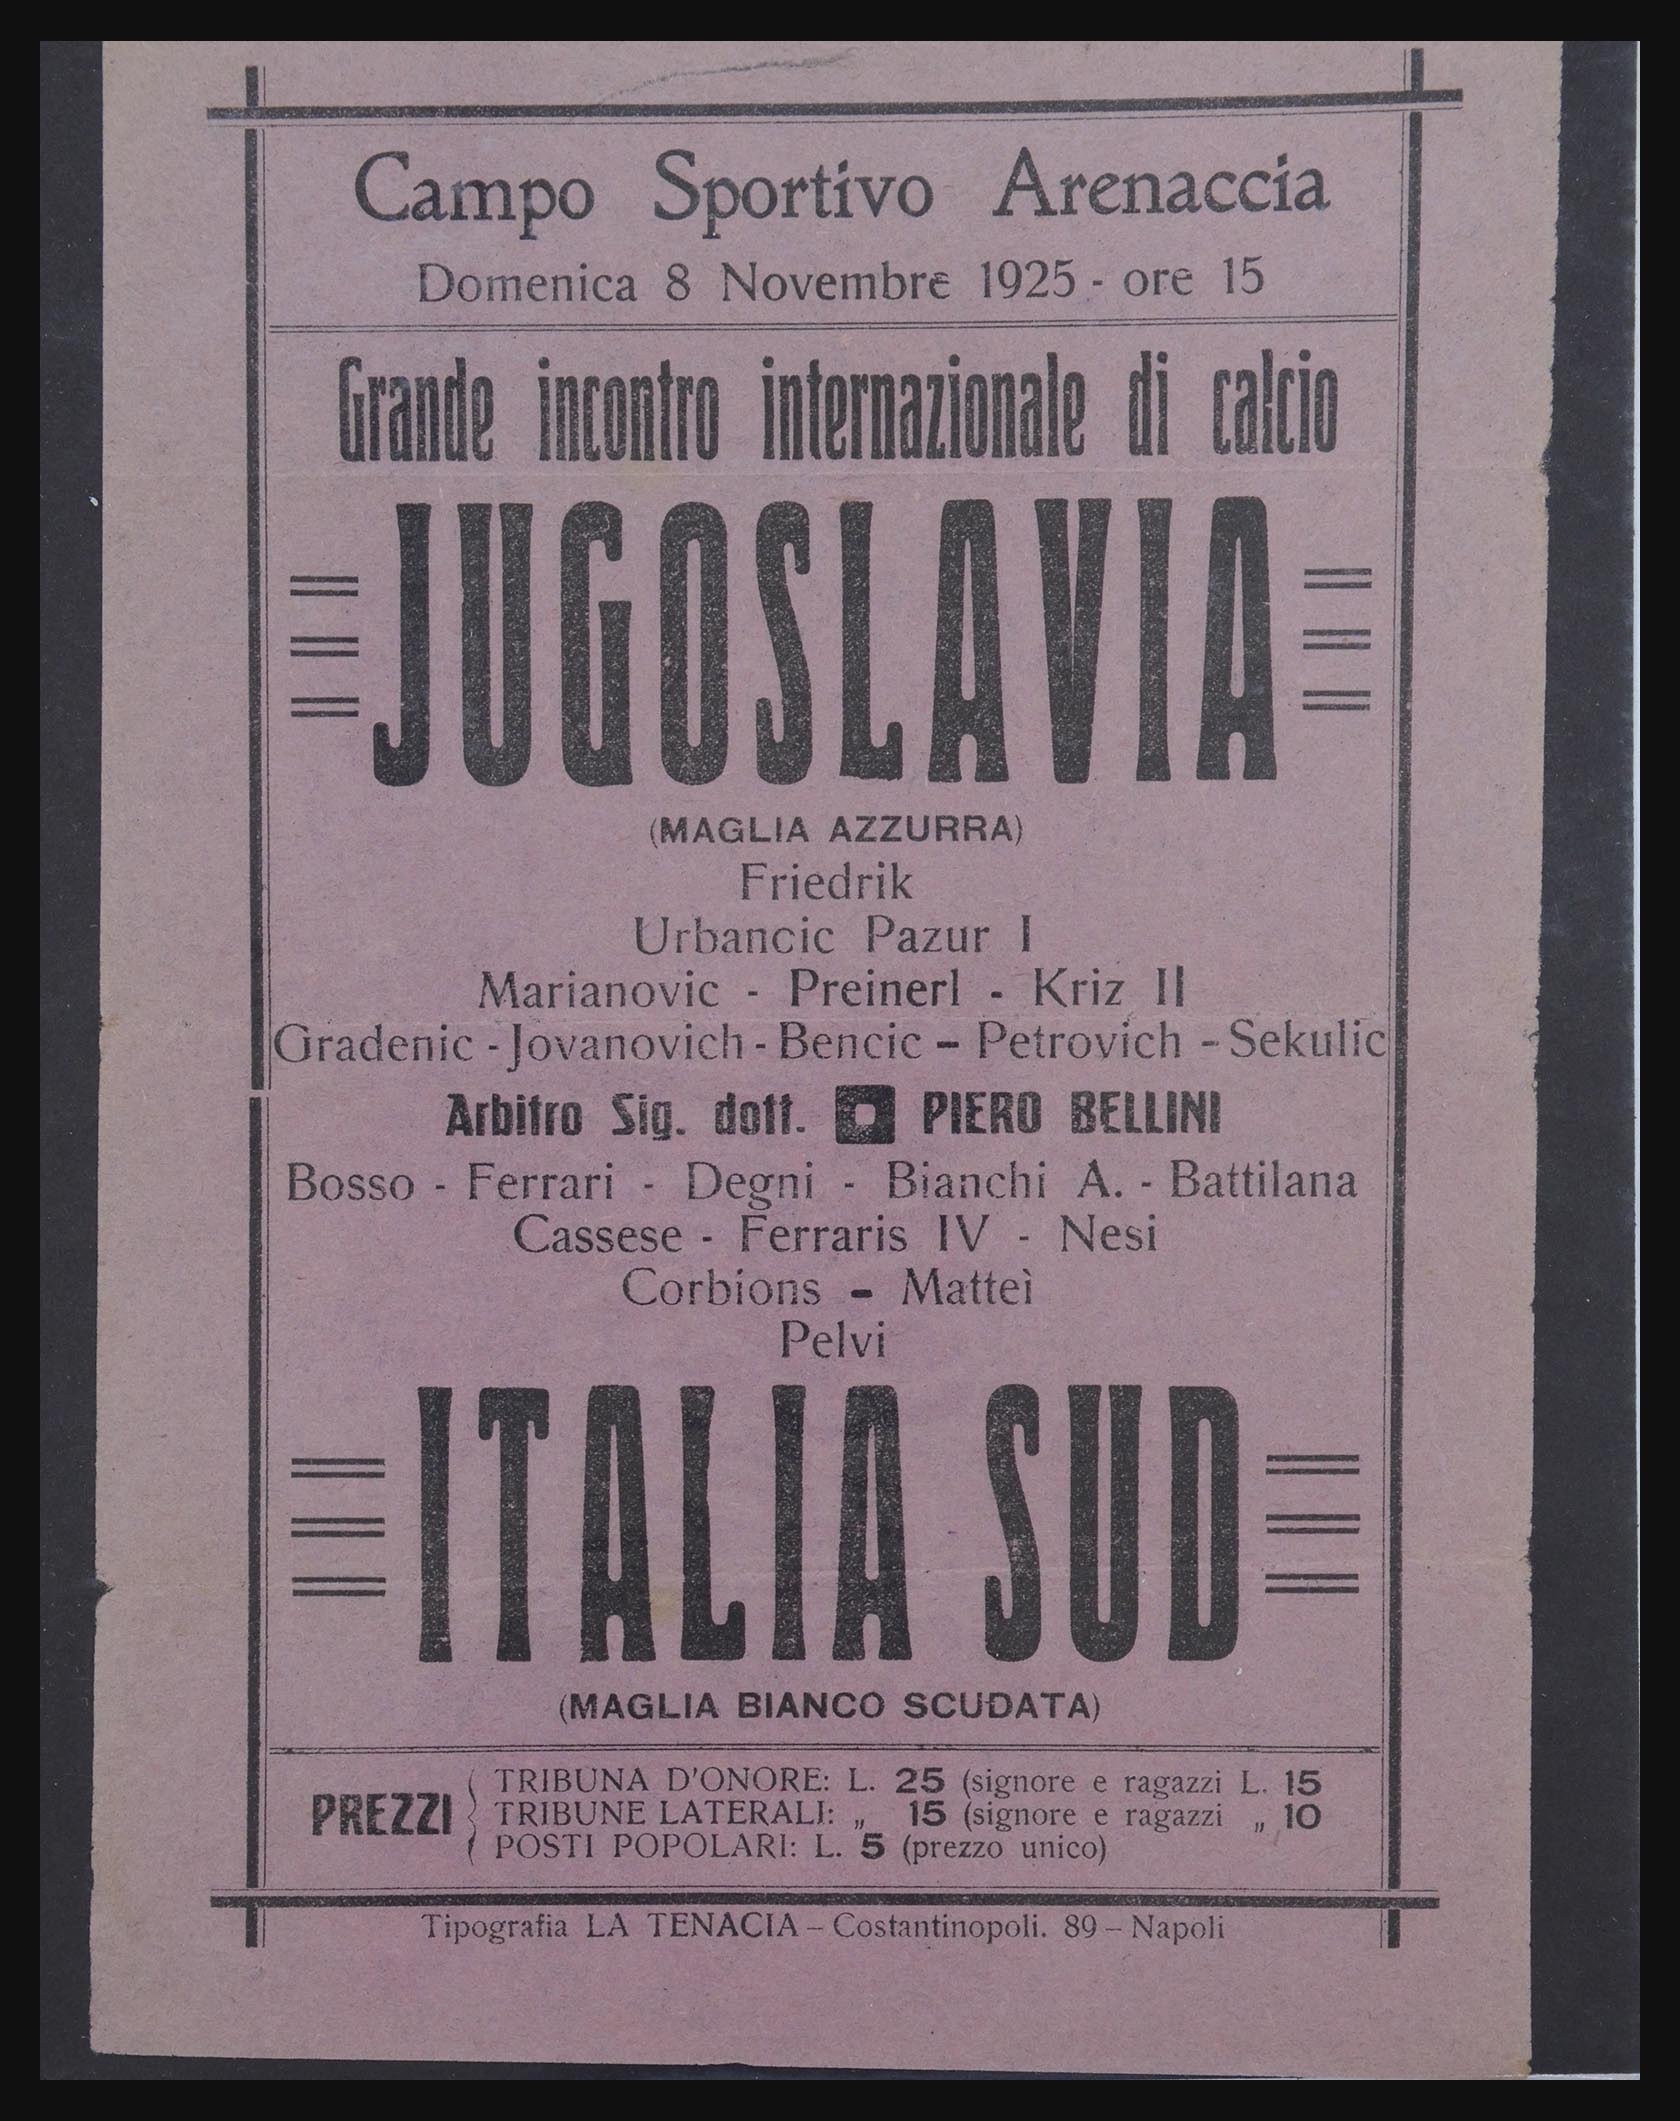 Campo Sportivo Arenaccia
Domenica 8 Novembre 1925 - ore 15
Grande incontro internazionale di calcio
JUGOSLAVIA
(MAGLIA AZZURRA)
Friedrik
Urbancic Pazur I
Marianovic - Preinerl - Kriz II
Gradenic - Jovanovich - Bencic - Petrovich - Sekulic
Arbitro Sig. dott. PIERO BELLINI
Bosso - Ferrari - Degni - Bianchi A. - Battilana
Cassese - Ferraris IV - Nesi
Corbions - Matteì
Pelvi
ITALIA SUD
(MAGLIA BIANCO SCUDATA)
PREZZI
TRIBUNA D'ONORE: L. 25 (signore e ragazzi L. 15
TRIBUNE LATERALI: „ 15 (signore e ragazzi „ 10
POSTI POPOLARI: L. 5 (prezzo unico)
Tipografia LA TENACIA – Costantinopoli. 89 – Napoli